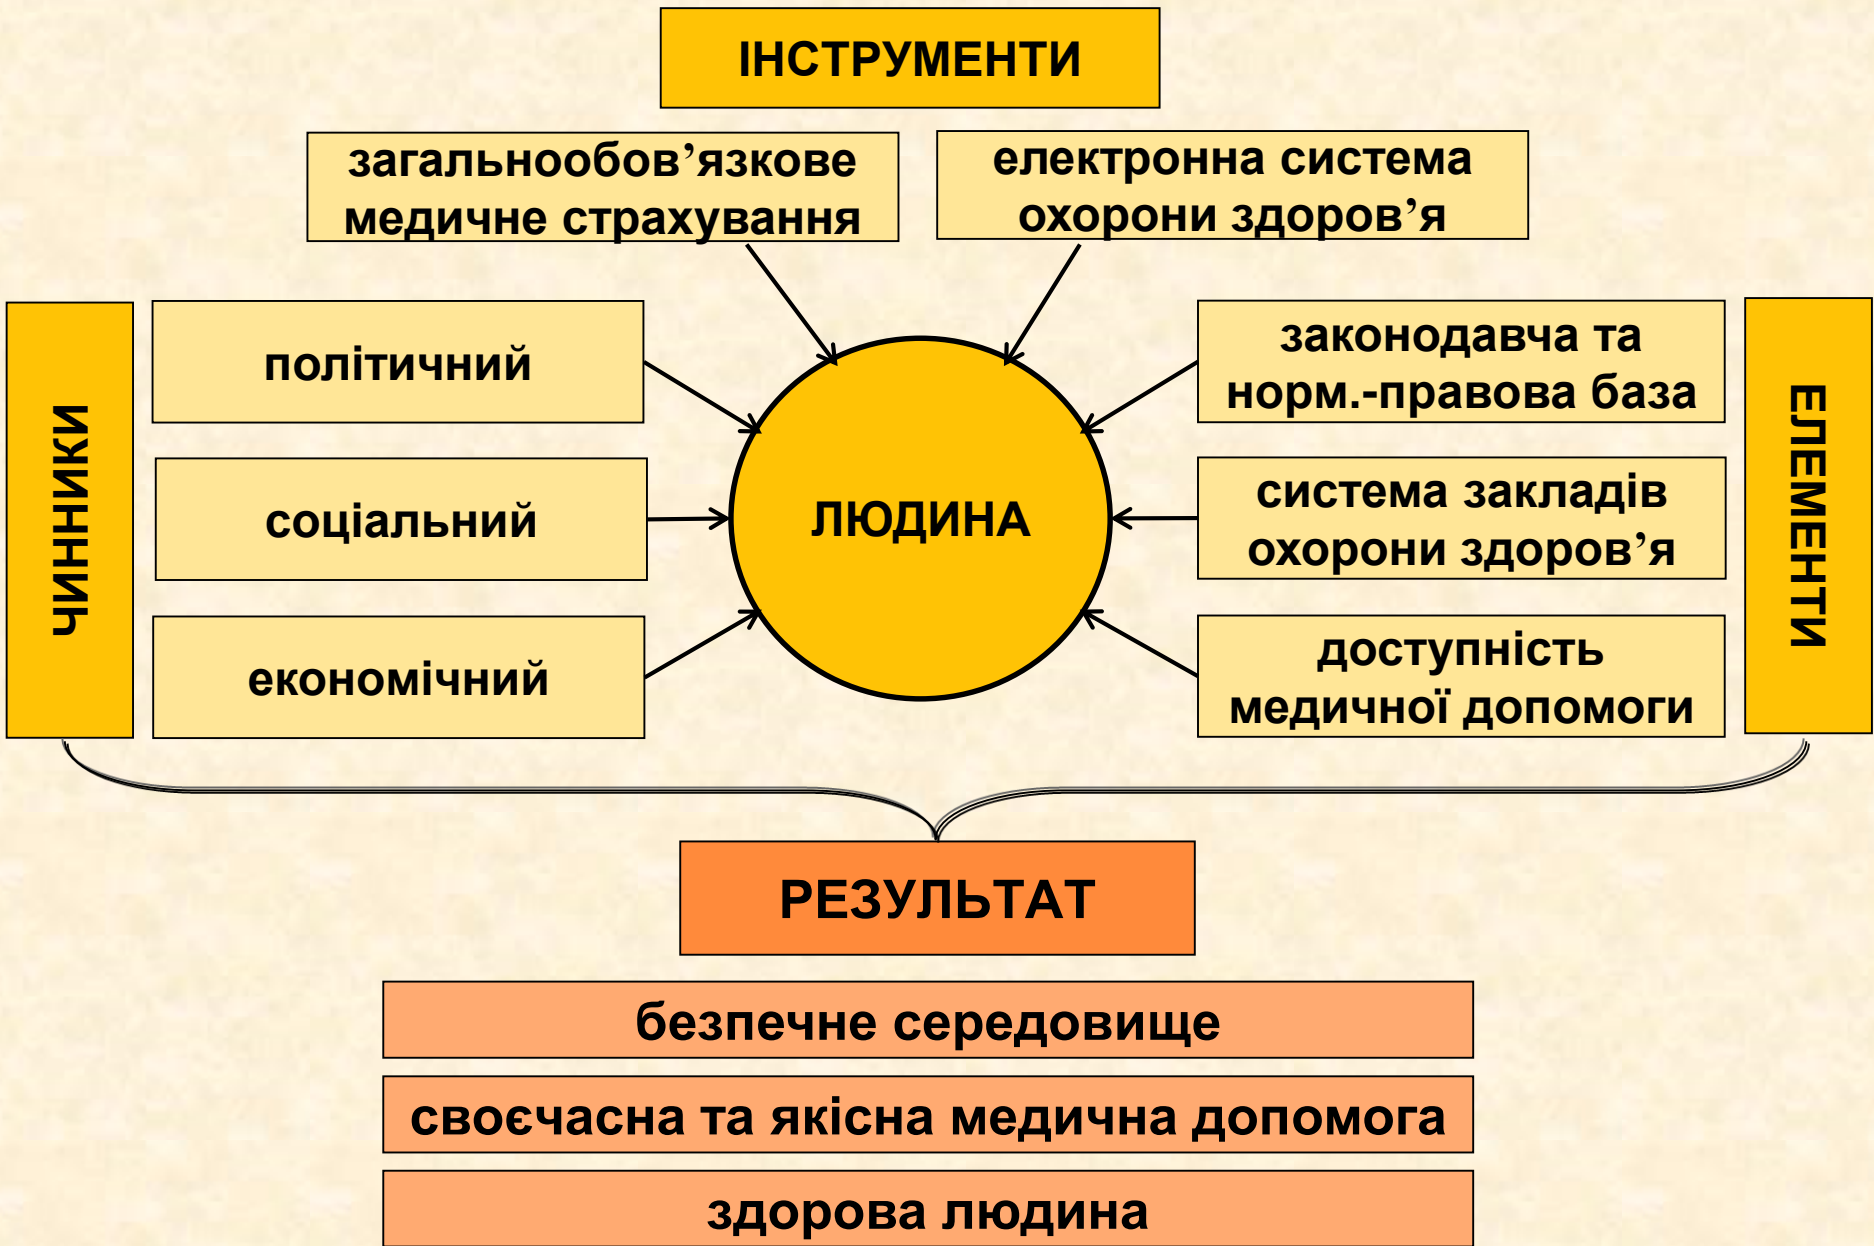 ІНСТРУМЕНТИ
загальнообов’язкове
медичне страхування
електронна система
охорони здоров’я
ЧИННИКИ
політичний
соціальний
економічний
ЛЮДИНА
законодавча та
норм.-правова база
система закладів
охорони здоров’я
доступність
медичної допомоги
ЕЛЕМЕНТИ
РЕЗУЛЬТАТ
безпечне середовище
своєчасна та якісна медична допомога
здорова людина